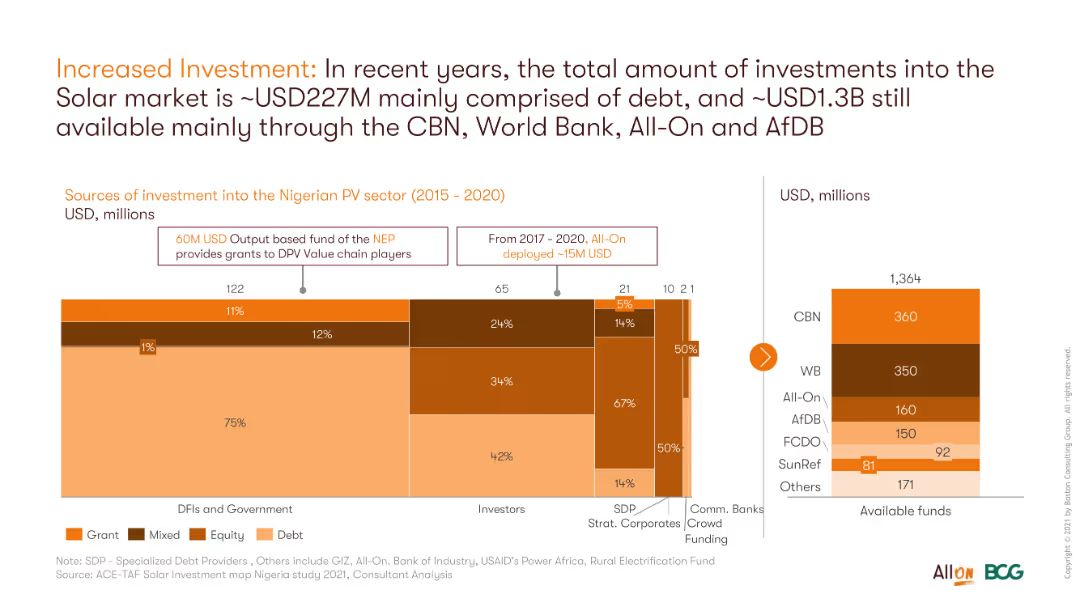 Increased Investment: In recent years, the total amount of investments into the
Solar market is ~USD227M mainly comprised of debt, and ~USD1.3B still
available mainly through the CBN, World Bank, All-On and AfDB
Sources of investment into the Nigerian PV sector (2015 - 2020)
USD, millions
60M USD Output based fund of the NEP
provides grants to DPV Value chain players
From 2017 - 2020, All-On
deployed ~15M USD
122 65 21 10 2 1
11%
12%
1%
75%
24%
34%
42%
5%
14%
67%
14%
50%
50%
DFIs and Government
Investors
SDP
Strat. Corporates
Comm. Banks
Crowd
Funding
Grant Mixed Equity Debt
USD, millions
1,364
CBN 360
WB 350
All-On 160
AfDB 150
FCDO 92
SunRef 81
Others 171
Available funds
Note: SDP - Specialized Debt Providers , Others include GIZ, All-On. Bank of Industry, USAID's Power Africa, Rural Electrification Fund
Source: ACE-TAF Solar Investment map Nigeria study 2021, Consultant Analysis
All On BCG
Copyright © 2021 by Boston Consulting Group. All rights reserved.